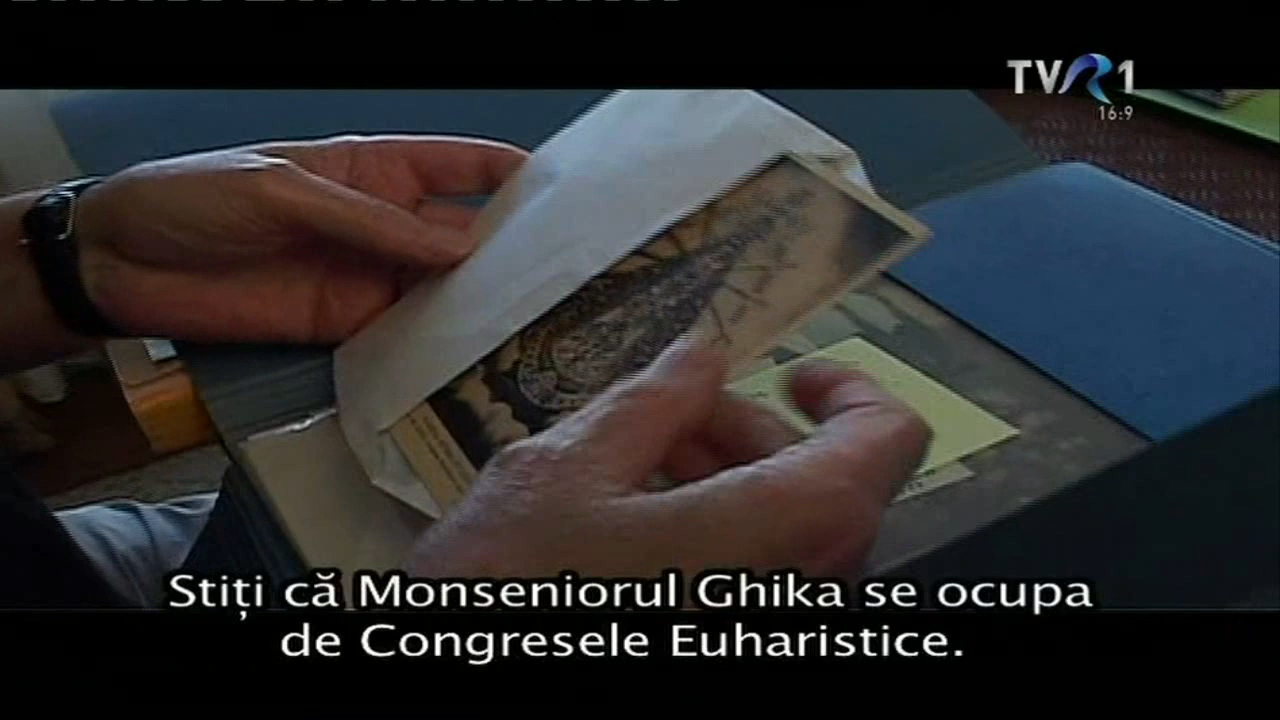 TVR1
16:9
Stiți că Monseniorul Ghika se ocupa
de Congresele Euharistice.